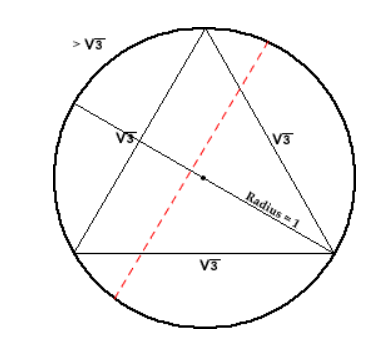 > √3
√3
√3
Radius = 1
√3